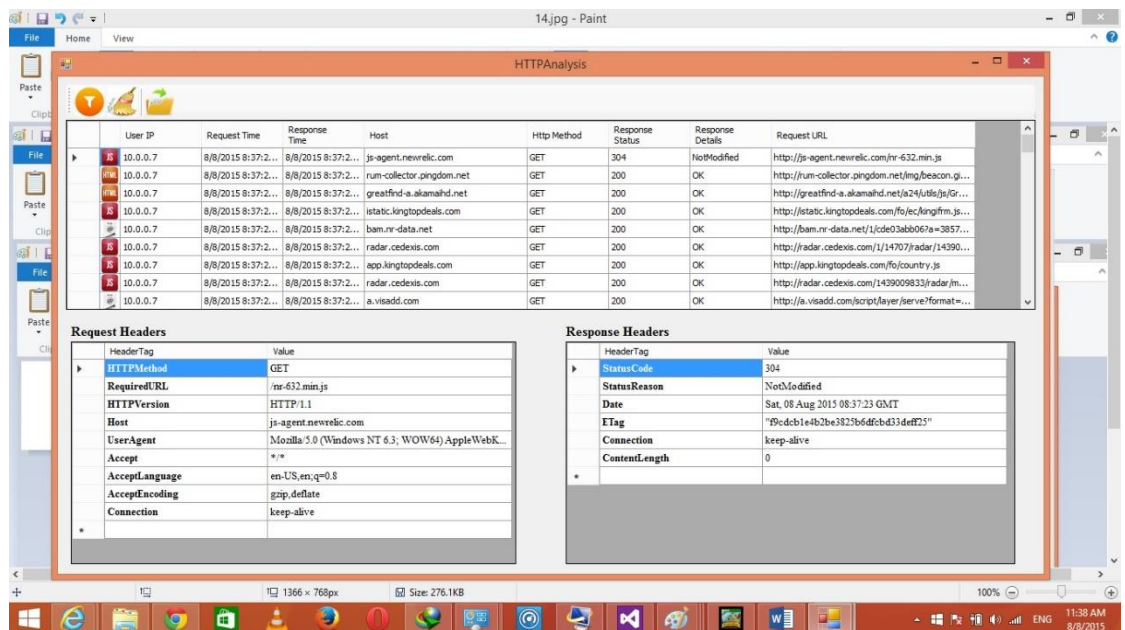 14.jpg - Paint
File Home View
HTTPAnalysis
Paste
Clipb
User IP Request Time Response Time Host Http Method Response Status Response Details Request URL
JS 10.0.0.7 8/8/2015 8:37:2... 8/8/2015 8:37:2... js-agent.newrelic.com GET 304 NotModified http://js-agent.newrelic.com/nr-632.min.js
HTML 10.0.0.7 8/8/2015 8:37:2... 8/8/2015 8:37:2... rum-collector.pingdom.net GET 200 OK http://rum-collector.pingdom.net/img/beacon.gi...
HTML 10.0.0.7 8/8/2015 8:37:2... 8/8/2015 8:37:2... greatfind-a.akamaihd.net GET 200 OK http://greatfind-a.akamaihd.net/a24/utils/js/Gr...
JS 10.0.0.7 8/8/2015 8:37:2... 8/8/2015 8:37:2... istatic.kingtopdeals.com GET 200 OK http://istatic.kingtopdeals.com/fo/ec/kingifrm.js...
10.0.0.7 8/8/2015 8:37:2... 8/8/2015 8:37:2... bam.nr-data.net GET 200 OK http://bam.nr-data.net/1/cde03abb06?a=3857...
JS 10.0.0.7 8/8/2015 8:37:2... 8/8/2015 8:37:2... radar.cedexis.com GET 200 OK http://radar.cedexis.com/1/14707/radar/14390...
JS 10.0.0.7 8/8/2015 8:37:2... 8/8/2015 8:37:2... app.kingtopdeals.com GET 200 OK http://app.kingtopdeals.com/fo/country.js
JS 10.0.0.7 8/8/2015 8:37:2... 8/8/2015 8:37:2... radar.cedexis.com GET 200 OK http://radar.cedexis.com/1439009833/radar/m...
10.0.0.7 8/8/2015 8:37:2... 8/8/2015 8:37:2... a.visadd.com GET 200 OK http://a.visadd.com/script/layer/serve?format=...
File
Paste
Clip
File
Paste
Cli
Request Headers
HeaderTag Value
HTTPMethod GET
RequiredURL /nr-632.min.js
HTTPVersion HTTP/1.1
Host js-agent.newrelic.com
UserAgent Mozilla/5.0 (Windows NT 6.3; WOW64) AppleWebK...
Accept */*
AcceptLanguage en-US,en;q=0.8
AcceptEncoding gzip,deflate
Connection keep-alive
Response Headers
HeaderTag Value
StatusCode 304
StatusReason NotModified
Date Sat, 08 Aug 2015 08:37:23 GMT
ETag "f9cdcb1e4b2be3825b6dfcbd33deff25"
Connection keep-alive
ContentLength 0
1366 × 768px Size: 276.1KB 100%
ENG 11:38 AM
8/8/2015